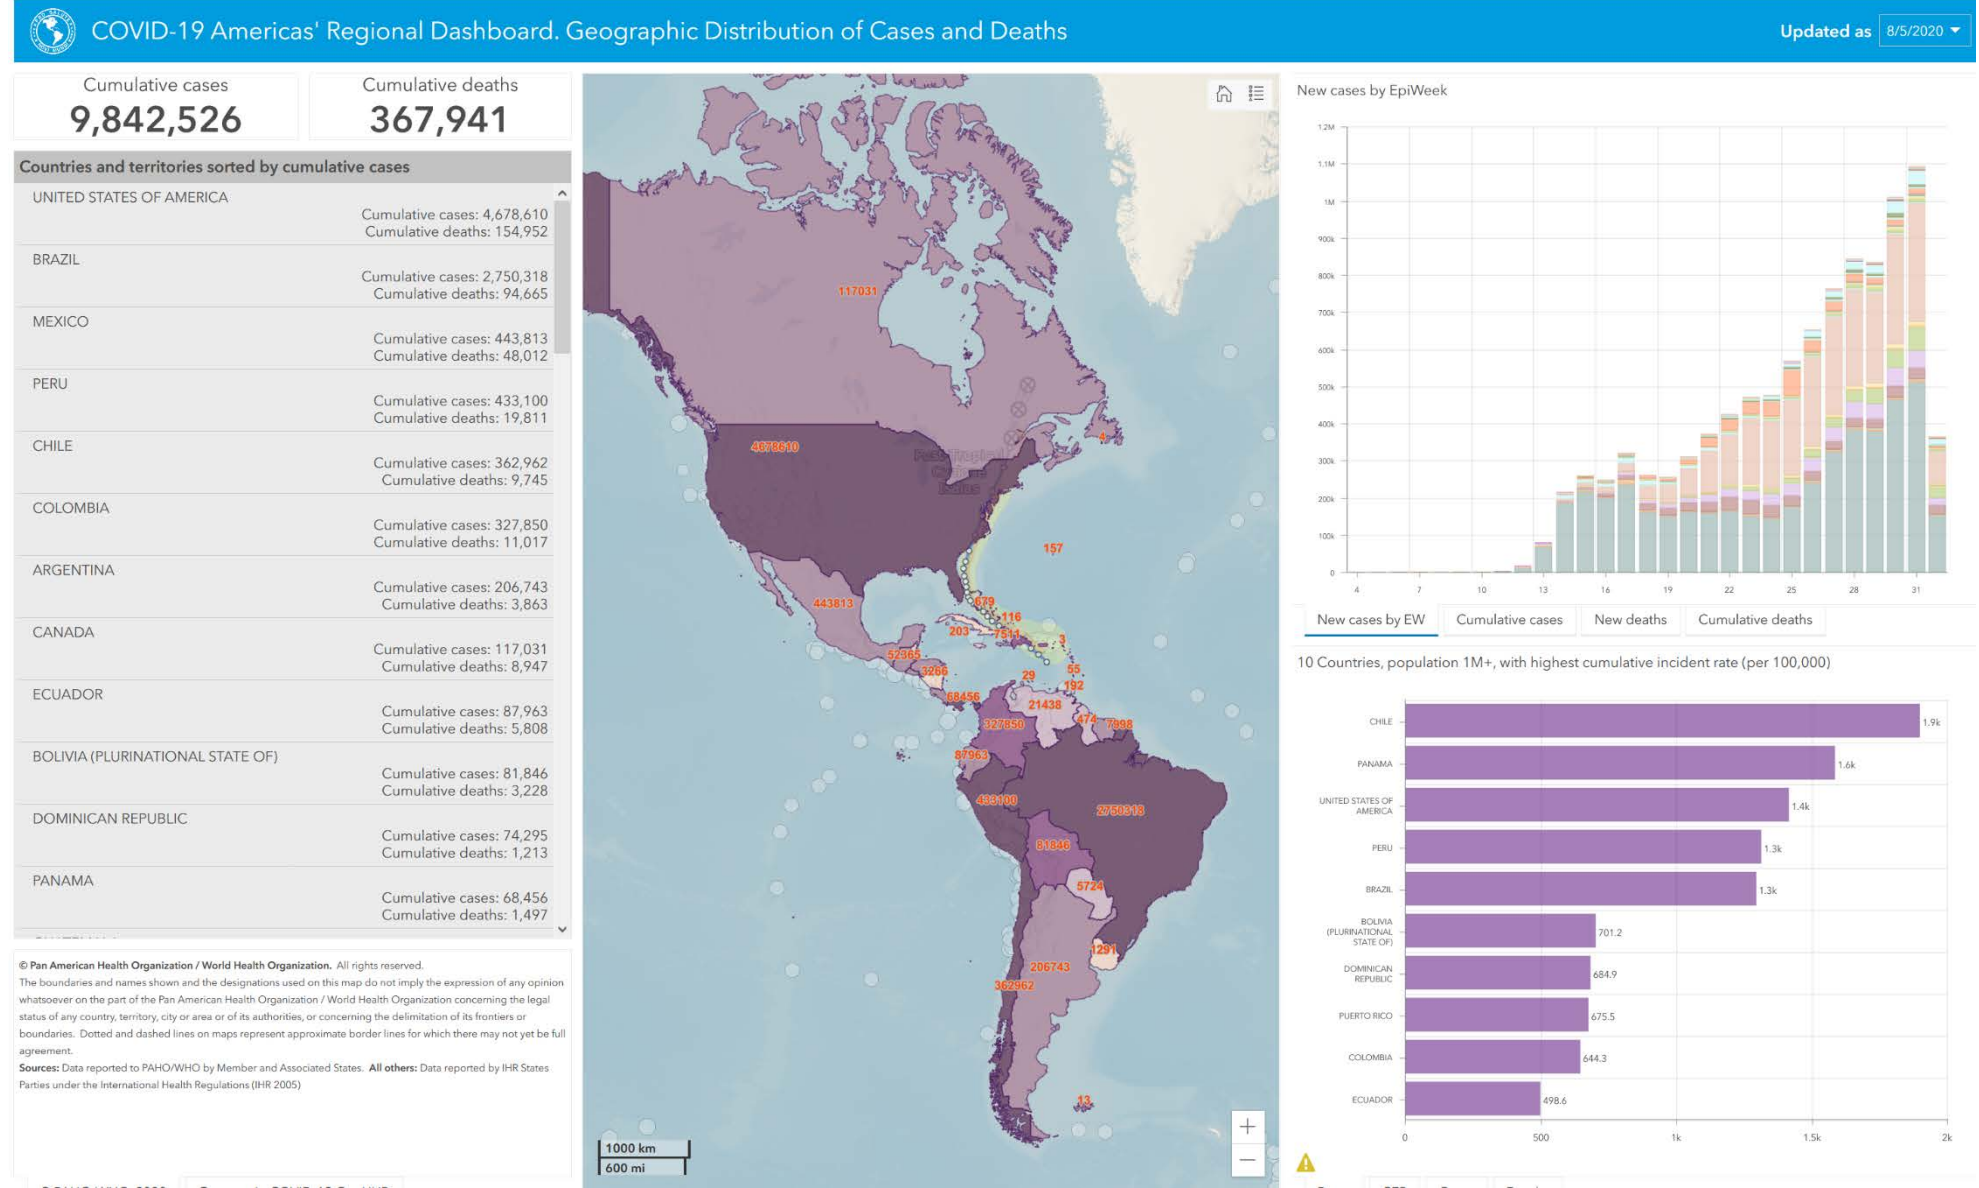 COVID-19 Americas' Regional Dashboard. Geographic Distribution of Cases and Deaths
Updated as 8/5/2020
Cumulative cases
9,842,526
Cumulative deaths
367,941
Countries and territories sorted by cumulative cases
UNITED STATES OF AMERICA
Cumulative cases: 4,678,610
Cumulative deaths: 154,952
BRAZIL
Cumulative cases: 2,750,318
Cumulative deaths: 94,665
MEXICO
Cumulative cases: 443,813
Cumulative deaths: 48,012
PERU
Cumulative cases: 433,100
Cumulative deaths: 19,811
CHILE
Cumulative cases: 362,962
Cumulative deaths: 9,745
COLOMBIA
Cumulative cases: 327,850
Cumulative deaths: 11,017
ARGENTINA
Cumulative cases: 206,743
Cumulative deaths: 3,863
CANADA
Cumulative cases: 117,031
Cumulative deaths: 8,947
ECUADOR
Cumulative cases: 87,963
Cumulative deaths: 5,808
BOLIVIA (PLURINATIONAL STATE OF)
Cumulative cases: 81,846
Cumulative deaths: 3,228
DOMINICAN REPUBLIC
Cumulative cases: 74,295
Cumulative deaths: 1,213
PANAMA
Cumulative cases: 68,456
Cumulative deaths: 1,497
© Pan American Health Organization / World Health Organization. All rights reserved.
The boundaries and names shown and the designations used on this map do not imply the expression of any opinion
whatsoever on the part of the Pan American Health Organization / World Health Organization concerning the legal
status of any country, territory, city or area or of its authorities, or concerning the delimitation of its frontiers or
boundaries. Dotted and dashed lines on maps represent approximate border lines for which there may not yet be full
agreement.
Sources: Data reported to PAHO/WHO by Member and Associated States. All others: Data reported by IHR States
Parties under the International Health Regulations (IHR 2005)
117031
4678610
4
157
443813
679
116
203
7511
3
52365
3266
29
55
192
68456
21438
327850
474
7998
87963
433100
2750318
81846
5724
1291
206743
362962
13
1000 km
600 mi
New cases by EpiWeek
1.2M
1.1M
1M
900k
800k
700k
600k
500k
400k
300k
200k
100k
0
4 7 10 13 16 19 22 25 28 31
New cases by EW
Cumulative cases
New deaths
Cumulative deaths
10 Countries, population 1M+, with highest cumulative incident rate (per 100,000)
CHILE 1.9k
PANAMA 1.6k
UNITED STATES OF
AMERICA 1.4k
PERU 1.3k
BRAZIL 1.3k
BOLIVIA
(PLURINATIONAL
STATE OF) 701.2
DOMINICAN
REPUBLIC 684.9
PUERTO RICO 675.5
COLOMBIA 644.3
ECUADOR 498.6
0 500 1k 1.5k 2k